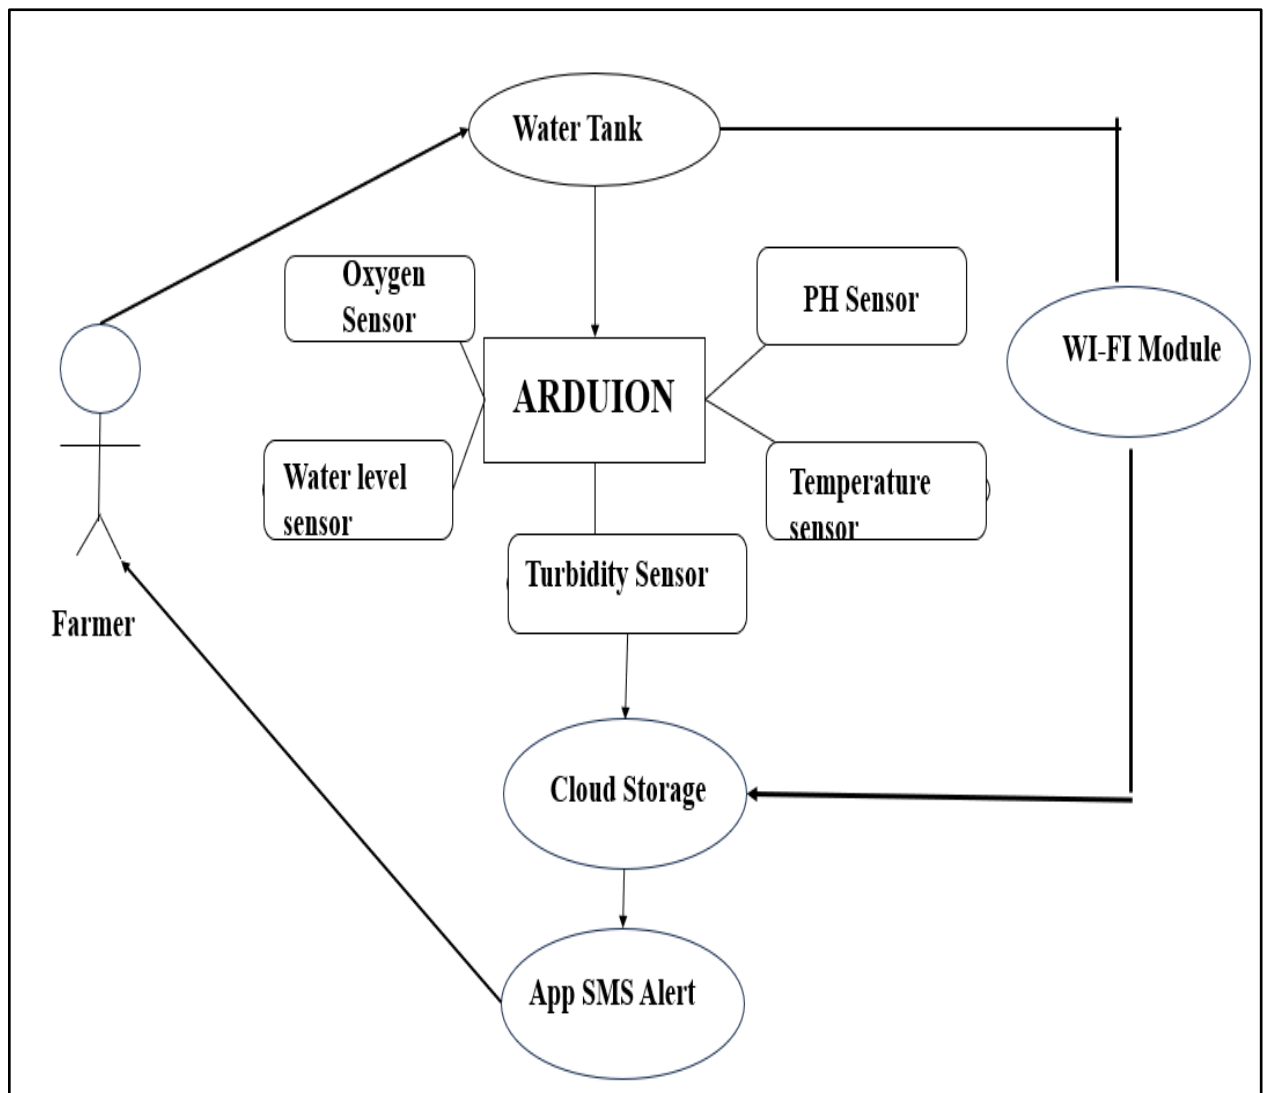 Water Tank
Oxygen
Sensor
PH Sensor
WI-FI Module
ARDUION
Water level
sensor
Temperature
sensor
Turbidity Sensor
Farmer
Cloud Storage
App SMS Alert